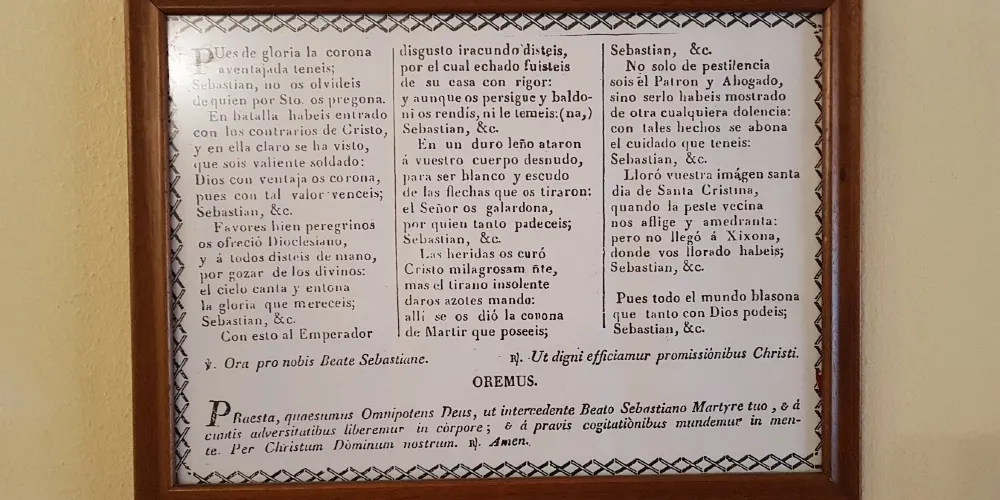 PUes de gloria la corona
aventajada teneis;
Sebastian, no os olvideis
de quien por Sto. os pregona.
En batalla habeis entrado
con los contrarios de Cristo,
y en ella claro se ha visto,
que sois valiente soldado:
Dios con ventaja os corona,
pues con tal valor venceis;
Sebastian, &c.
Favores bien peregrinos
os ofreció Dioclesiano,
y á todos disteis de mano,
por gozar de los divinos:
el cielo canta y entona
la gloria que mereceis;
Sebastian, &c.
Con esto al Emperador
disgusto iracundo disteis,
por el cual echado fuisteis
de su casa con rigor:
y aunque os persigue y baldo-
ni os rendís, ni le temeis:(na,)
Sebastian, &c.
En un duro leño ataron
á vuestro cuerpo desnudo,
para ser blanco y escudo
de las flechas que os tiraron:
el Señor os galardona,
por quien tanto padeceis;
Sebastian, &c.
Las heridas os curó
Cristo milagrosam ñte,
mas el tirano insolente
daros azotes mando:
alli se os dió la corona
de Martir que poseeis;
Sebastian, &c.
No solo de pestilencia
sois el Patron y Abogado,
sino serlo habeis mostrado
de otra cualquiera dolencia:
con tales hechos se abona
el cuidado que teneis:
Sebastian, &c.
Lloró vuestra imágen santa
dia de Santa Cristina,
quando la peste vecina
nos aflige y amedranta:
pero no llegó á Xixona,
donde vos llorado habeis;
Sebastian, &c.
Pues todo el mundo blasona
que tanto con Dios podeis;
Sebastian, &c.
℣. Ora pro nobis Beate Sebastiane. ℟. Ut digni efficiamur promissiònibus Christi.
OREMUS.
PRaesta, quaesumus Omnipotens Deus, ut intercedente Beato Sebastiano Martyre tuo, & á
cunctis adversitatibus liberemur in còrpore; & á pravis cogitatiònibus mundemur in men-
te. Per Christum Dòminum nostrum. ℟. Amen.